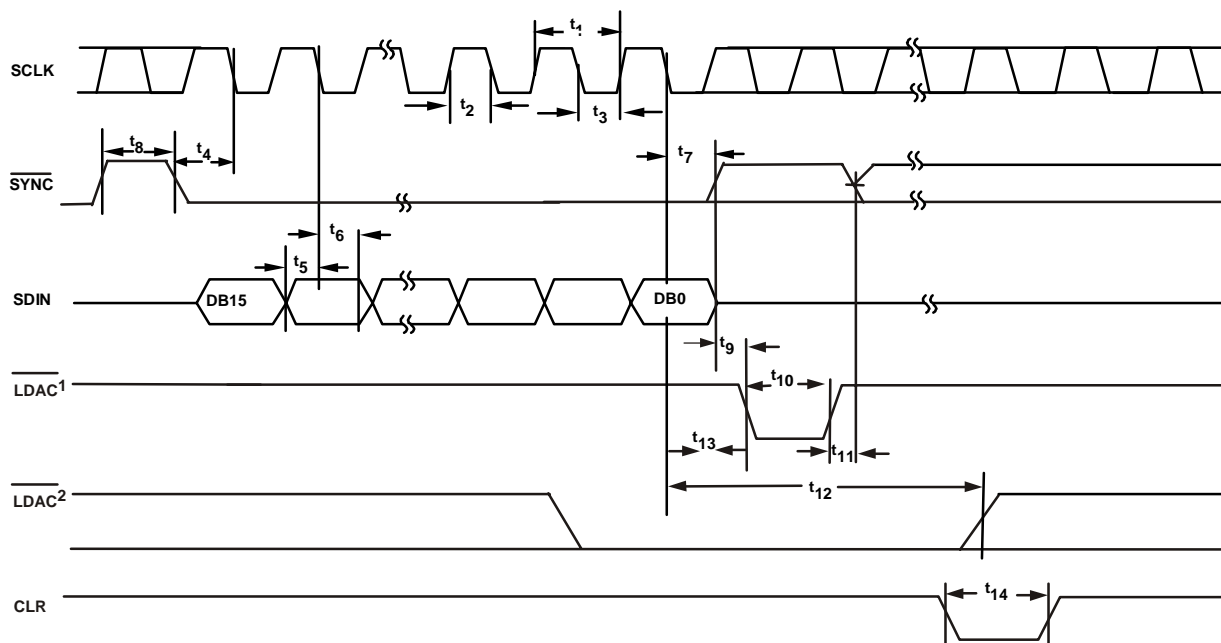 t1
SCLK
t2
t3
t8
t4
t7
SYNC
t6
t5
SDIN
DB15
DB0
t9
LDAC1
t10
t13
t11
LDAC2
t12
CLR
t14